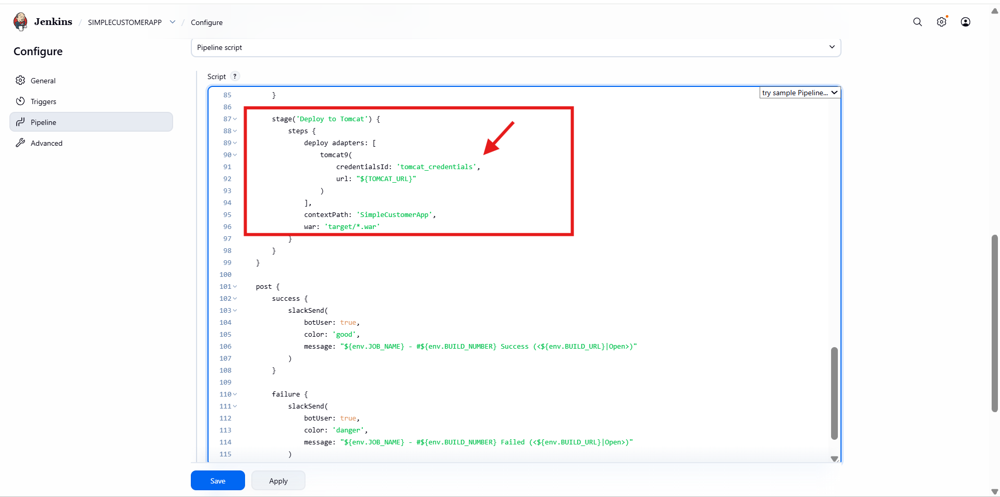 Jenkins / SIMPLECUSTOMERAPP / Configure
Configure
General
Triggers
Pipeline
Advanced
Pipeline script
Script ?
try sample Pipeline...
85         }
86
87         stage('Deploy to Tomcat') {
88             steps {
89                 deploy adapters: [
90                     tomcat9(
91                         credentialsId: 'tomcat_credentials',
92                         url: "${TOMCAT_URL}"
93                     )
94                 ],
95                 contextPath: 'SimpleCustomerApp',
96                 war: 'target/*.war'
97             }
98         }
99     }
100
101     post {
102         success {
103             slackSend(
104                 botUser: true,
105                 color: 'good',
106                 message: "${env.JOB_NAME} - #${env.BUILD_NUMBER} Success (<${env.BUILD_URL}|Open>)"
107             )
108         }
109
110         failure {
111             slackSend(
112                 botUser: true,
113                 color: 'danger',
114                 message: "${env.JOB_NAME} - #${env.BUILD_NUMBER} Failed (<${env.BUILD_URL}|Open>)"
115             )
Save
Apply